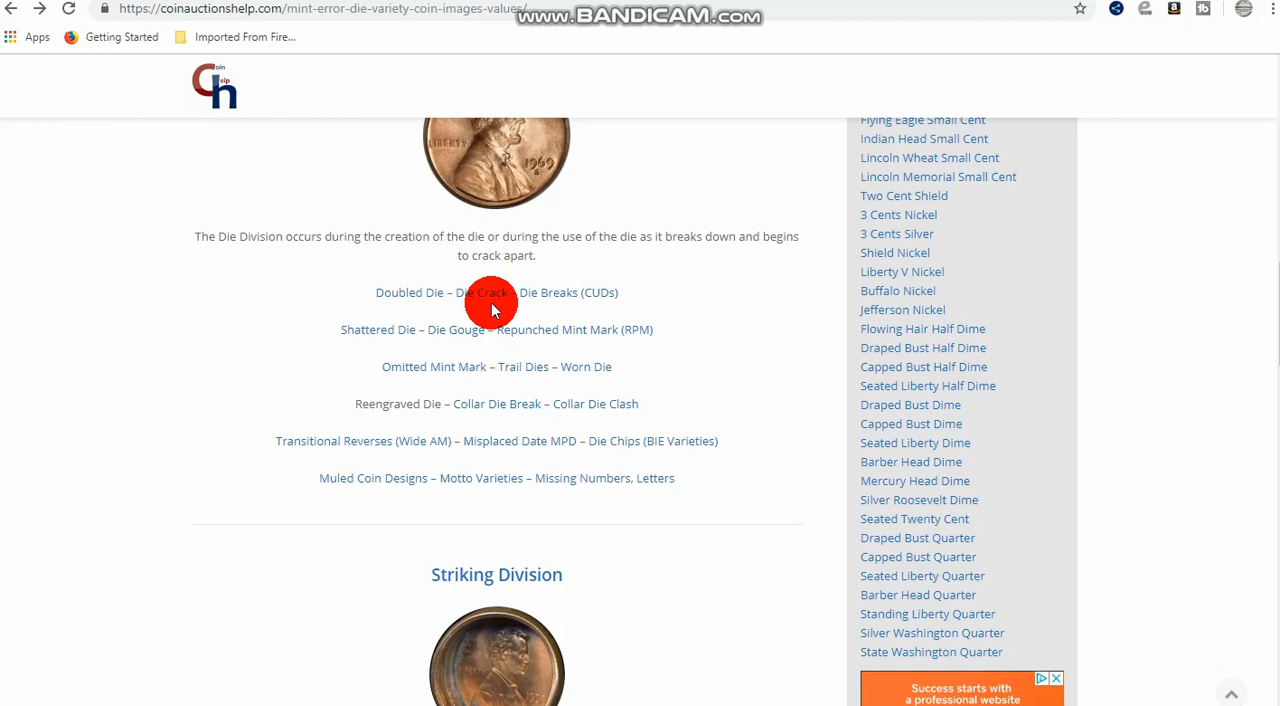 https://coinauctionshelp.com/mint-error-die-variety-coin-images-values/
www.BANDICAM.com
Apps
Getting Started
Imported From Fire...
Coin
Help
LIBERTY
1969
S
The Die Division occurs during the creation of the die or during the use of the die as it breaks down and begins
to crack apart.
Doubled Die – Die Crack – Die Breaks (CUDs)
Shattered Die – Die Gouge – Repunched Mint Mark (RPM)
Omitted Mint Mark – Trail Dies – Worn Die
Reengraved Die – Collar Die Break – Collar Die Clash
Transitional Reverses (Wide AM) – Misplaced Date MPD – Die Chips (BIE Varieties)
Muled Coin Designs – Motto Varieties – Missing Numbers, Letters
Striking Division
Flying Eagle Small Cent
Indian Head Small Cent
Lincoln Wheat Small Cent
Lincoln Memorial Small Cent
Two Cent Shield
3 Cents Nickel
3 Cents Silver
Shield Nickel
Liberty V Nickel
Buffalo Nickel
Jefferson Nickel
Flowing Hair Half Dime
Draped Bust Half Dime
Capped Bust Half Dime
Seated Liberty Half Dime
Draped Bust Dime
Capped Bust Dime
Seated Liberty Dime
Barber Head Dime
Mercury Head Dime
Silver Roosevelt Dime
Seated Twenty Cent
Draped Bust Quarter
Capped Bust Quarter
Seated Liberty Quarter
Barber Head Quarter
Standing Liberty Quarter
Silver Washington Quarter
State Washington Quarter
Success starts with
a professional website